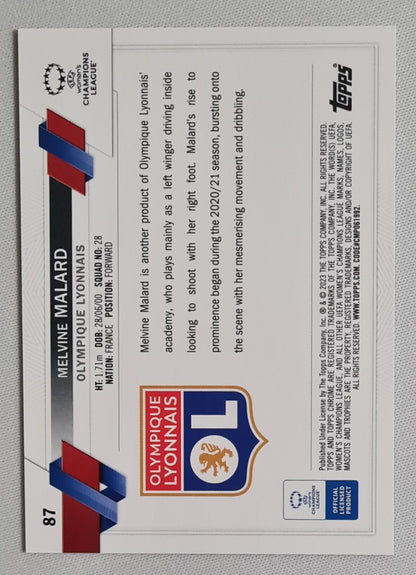 87
MELVINE MALARD
OLYMPIQUE LYONNAIS
HT: 1.71m DOB: 28/06/00 SQUAD NO: 28
NATION: FRANCE POSITION: FORWARD
UEFA
women's
CHAMPIONS
LEAGUE
OLYMPIQUE
LYONNAIS
OL
Melvine Malard is another product of Olympique Lyonnais'
academy, who plays mainly as a left winger driving inside
looking to shoot with her right foot. Malard's rise to
prominence began during the 2020/21 season, bursting onto
the scene with her mesmerising movement and dribbling.
UEFA
women's
CHAMPIONS
LEAGUE
OFFICIAL
LICENSED
PRODUCT
Published Under License by The Topps Company, Inc. ® & © 2023 THE TOPPS COMPANY, INC. ALL RIGHTS RESERVED.
TOPPS AND TOPPS CHROME ARE REGISTERED TRADEMARKS OF THE TOPPS COMPANY, INC. THE WORD(S) UEFA,
WOMEN'S CHAMPIONS LEAGUE, AND ALL OTHER UEFA WOMEN'S CHAMPIONS LEAGUE MARKS, NAMES, LOGOS,
MASCOTS AND TROPHIES ARE THE PROPERTY, REGISTERED TRADEMARKS, DESIGNS AND/OR COPYRIGHT OF UEFA.
ALL RIGHTS RESERVED. WWW.TOPPS.COM. CODE#CMP061992.
topps